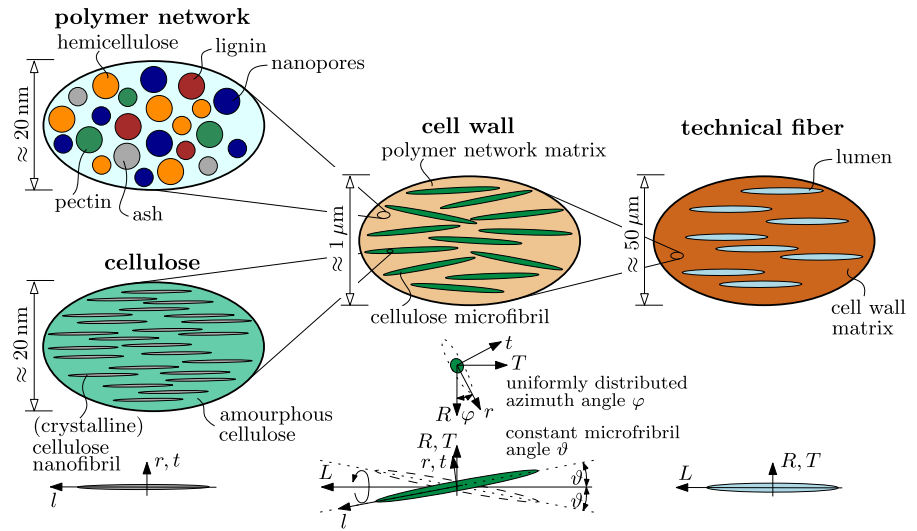 polymer network
hemicellulose
lignin
nanopores
≈ 20 nm
pectin
ash
cell wall
polymer network matrix
≈ 1 μm
cellulose microfibril
technical fiber
lumen
≈ 50 μm
cell wall
matrix
cellulose
≈ 20 nm
(crystalline)
cellulose
nanofibril
amourphous
cellulose
t
T
R
φ
r
uniformly distributed
azimuth angle φ
constant microfribril
angle ϑ
r, t
l
R, T
r, t
L
l
ϑ
ϑ
L
R, T